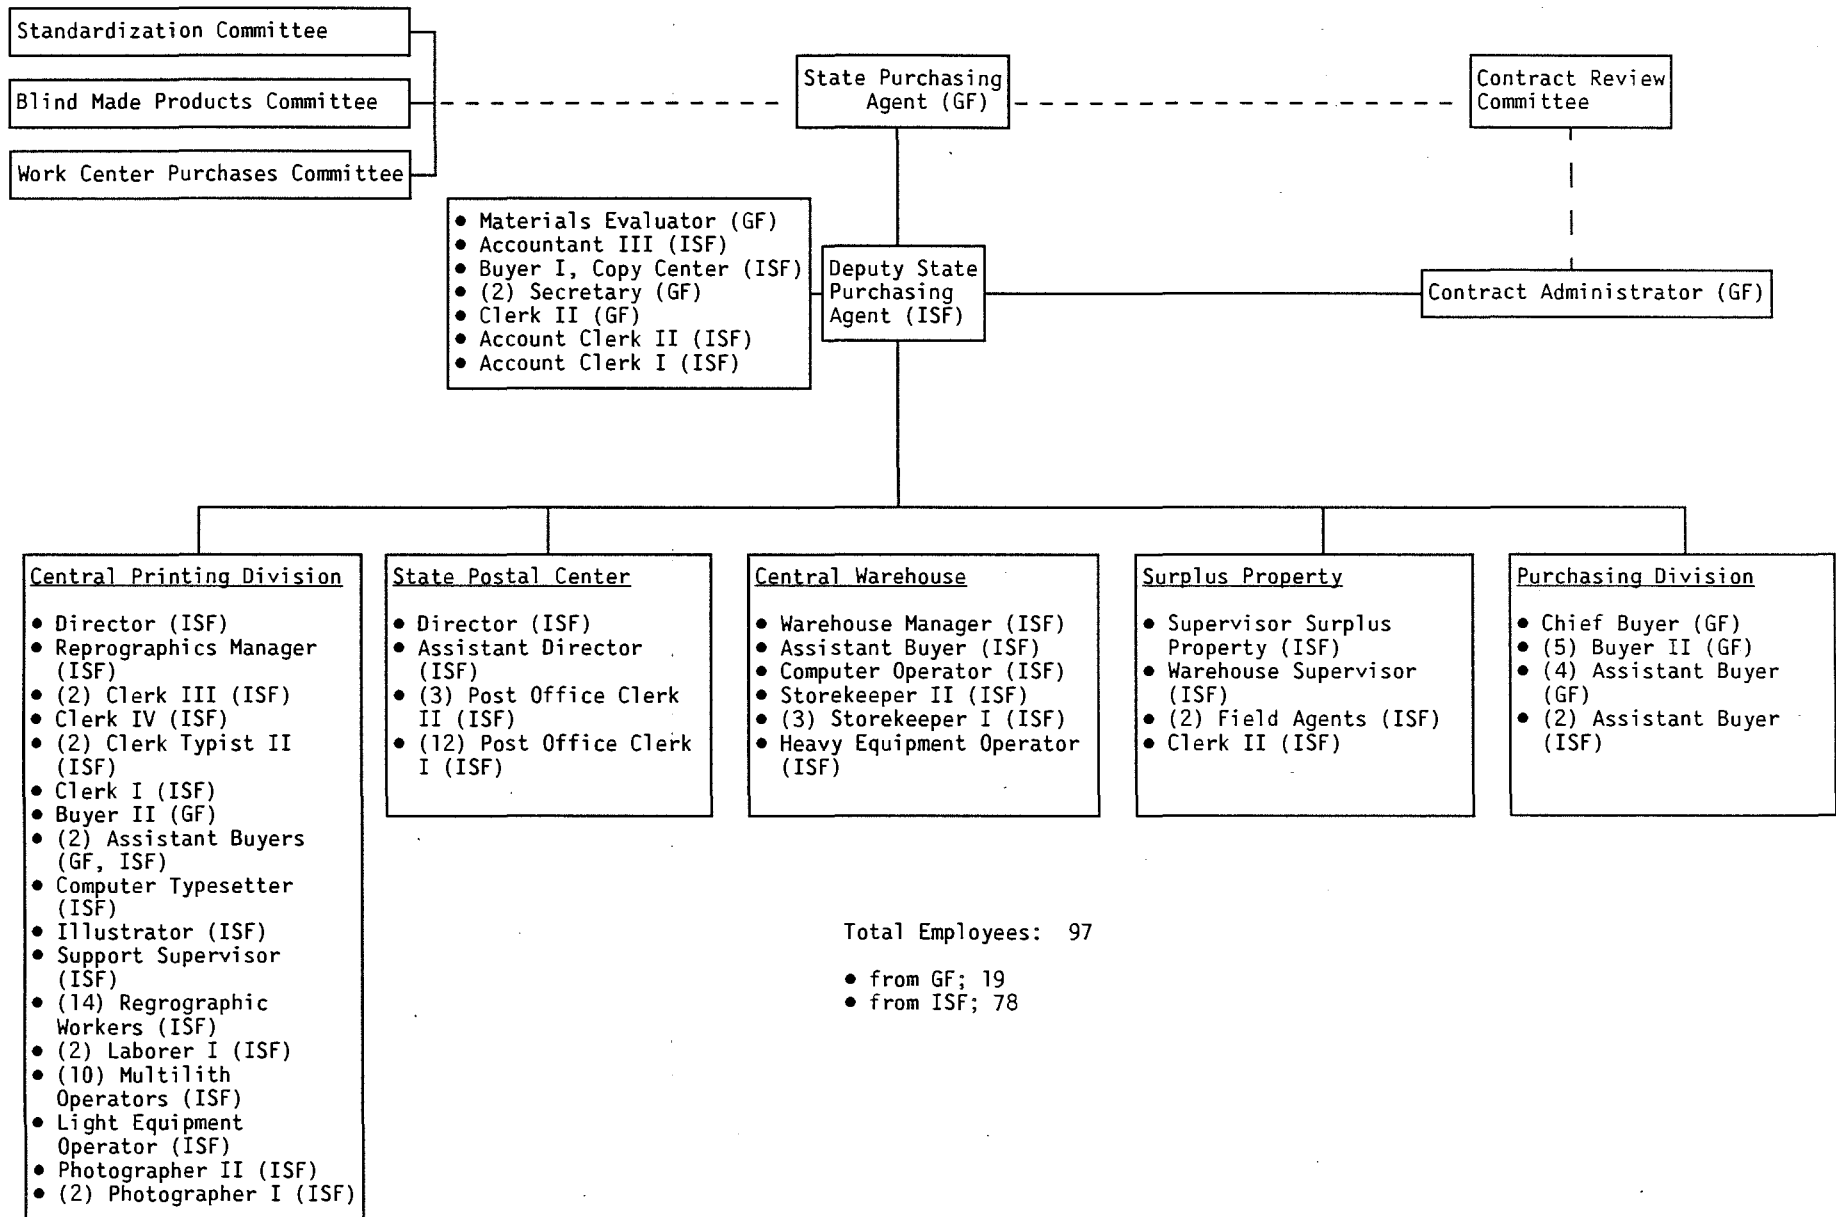 Standardization Committee
Blind Made Products Committee
Work Center Purchases Committee
State Purchasing
Agent (GF)
Contract Review
Committee
• Materials Evaluator (GF)
• Accountant III (ISF)
• Buyer I, Copy Center (ISF)
• (2) Secretary (GF)
• Clerk II (GF)
• Account Clerk II (ISF)
• Account Clerk I (ISF)
Deputy State
Purchasing
Agent (ISF)
Contract Administrator (GF)
Central Printing Division
• Director (ISF)
• Reprographics Manager
(ISF)
• (2) Clerk III (ISF)
• Clerk IV (ISF)
• (2) Clerk Typist II
(ISF)
• Clerk I (ISF)
• Buyer II (GF)
• (2) Assistant Buyers
(GF, ISF)
• Computer Typesetter
(ISF)
• Illustrator (ISF)
• Support Supervisor
(ISF)
• (14) Regrographic
Workers (ISF)
• (2) Laborer I (ISF)
• (10) Multilith
Operators (ISF)
• Light Equipment
Operator (ISF)
• Photographer II (ISF)
• (2) Photographer I (ISF)
State Postal Center
• Director (ISF)
• Assistant Director
(ISF)
• (3) Post Office Clerk
II (ISF)
• (12) Post Office Clerk
I (ISF)
Central Warehouse
• Warehouse Manager (ISF)
• Assistant Buyer (ISF)
• Computer Operator (ISF)
• Storekeeper II (ISF)
• (3) Storekeeper I (ISF)
• Heavy Equipment Operator
(ISF)
Surplus Property
• Supervisor Surplus
Property (ISF)
• Warehouse Supervisor
(ISF)
• (2) Field Agents (ISF)
• Clerk II (ISF)
Purchasing Division
• Chief Buyer (GF)
• (5) Buyer II (GF)
• (4) Assistant Buyer
(GF)
• (2) Assistant Buyer
(ISF)
Total Employees: 97
• from GF; 19
• from ISF; 78